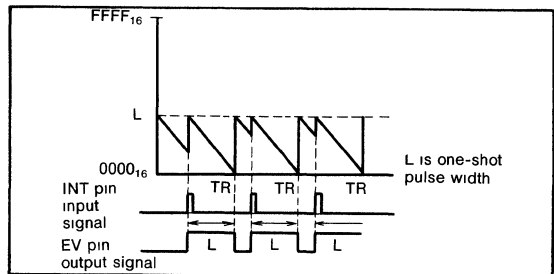 FFFF16
L
000016
L is one-shot
pulse width
TR TR TR
INT pin
input
signal
EV pin
output signal
L L L